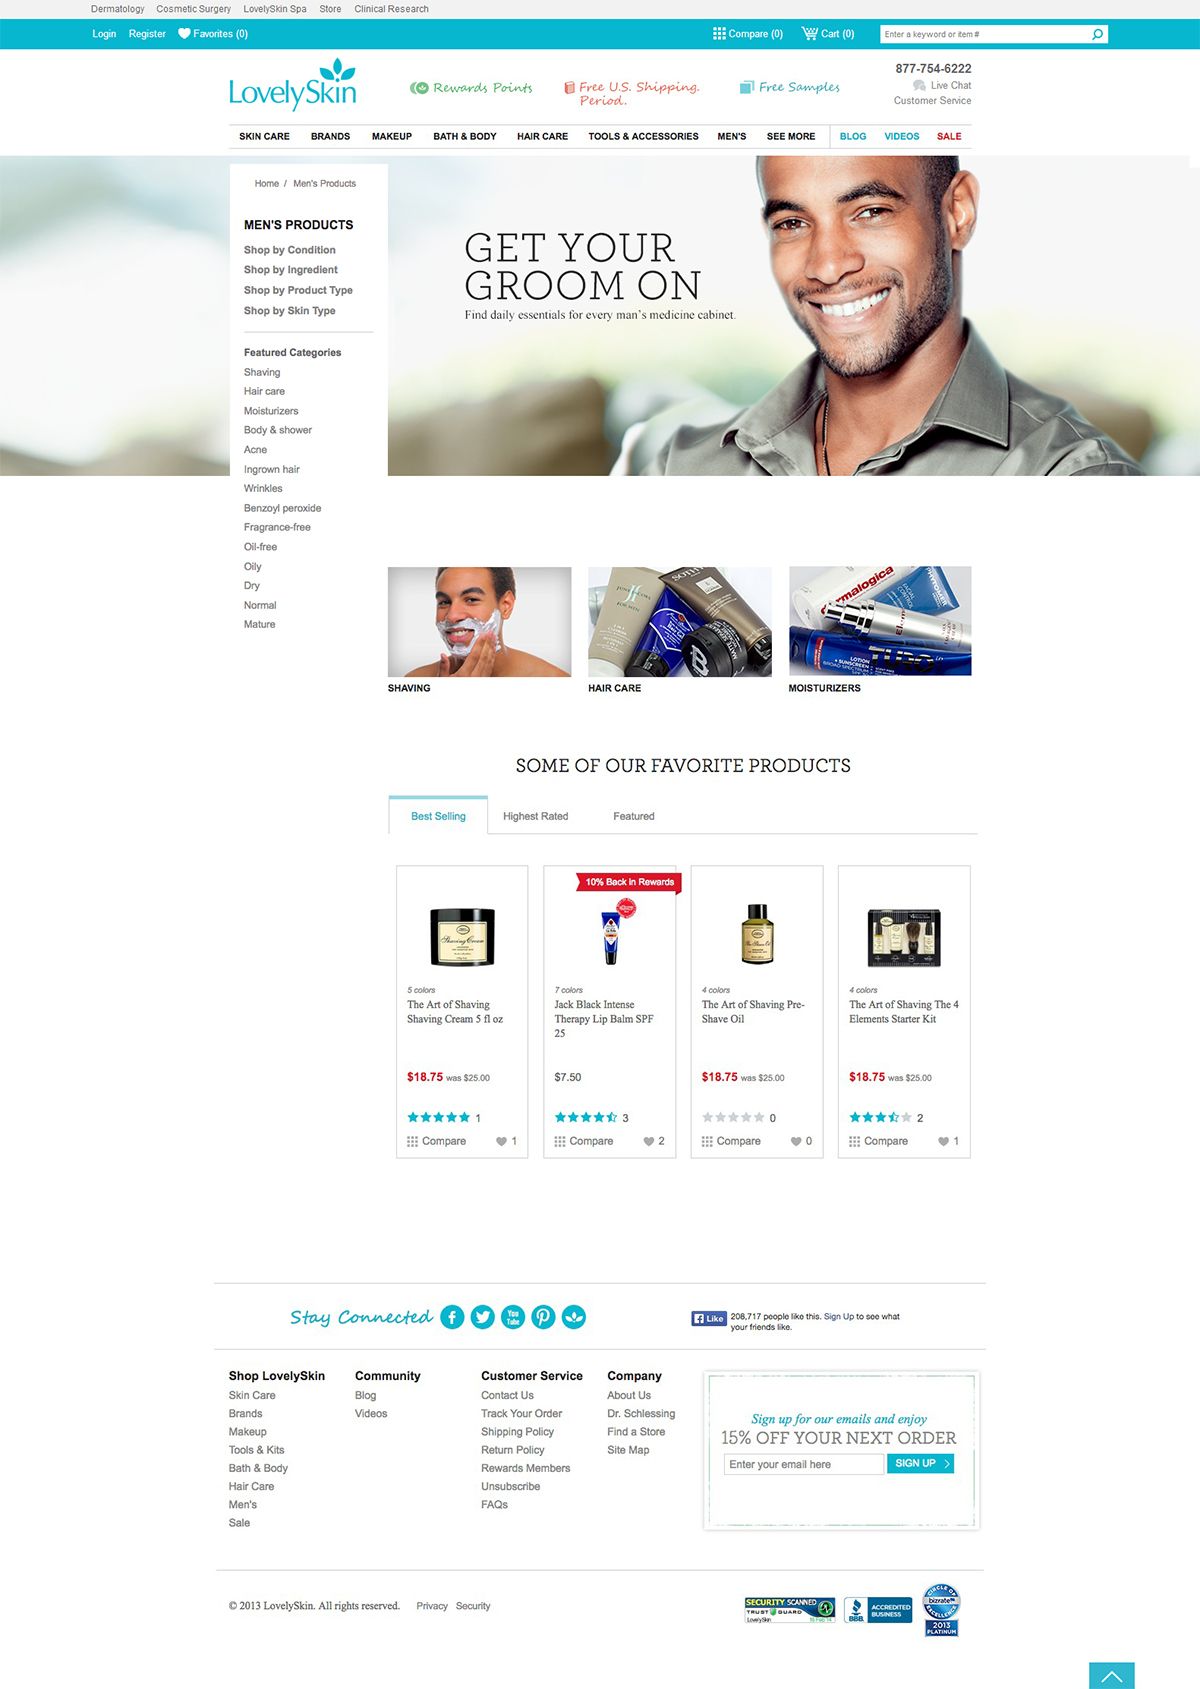 Dermatology Cosmetic Surgery LovelySkin Spa Store Clinical Research
Login Register Favorites (0) Compare (0) Cart (0) Enter a keyword or item #
LovelySkin
Rewards Points
Free U.S. Shipping.
Period.
Free Samples
877-754-6222
Live Chat
Customer Service
SKIN CARE BRANDS MAKEUP BATH & BODY HAIR CARE TOOLS & ACCESSORIES MEN'S SEE MORE BLOG VIDEOS SALE
Home / Men's Products
MEN'S PRODUCTS
Shop by Condition
Shop by Ingredient
Shop by Product Type
Shop by Skin Type
Featured Categories
Shaving
Hair care
Moisturizers
Body & shower
Acne
Ingrown hair
Wrinkles
Benzoyl peroxide
Fragrance-free
Oil-free
Oily
Dry
Normal
Mature
GET YOUR
GROOM ON
Find daily essentials for every man's medicine cabinet.
SHAVING
HAIR CARE
MOISTURIZERS
SOME OF OUR FAVORITE PRODUCTS
Best Selling Highest Rated Featured
5 colors
The Art of Shaving
Shaving Cream 5 fl oz
$18.75 was $25.00
1
Compare 1
10% Back in Rewards
7 colors
Jack Black Intense
Therapy Lip Balm SPF
25
$7.50
3
Compare 2
4 colors
The Art of Shaving Pre-
Shave Oil
$18.75 was $25.00
0
Compare 0
4 colors
The Art of Shaving The 4
Elements Starter Kit
$18.75 was $25.00
2
Compare 1
Stay Connected
You
Tube
Like
208,717 people like this. Sign Up to see what
your friends like.
Shop LovelySkin
Skin Care
Brands
Makeup
Tools & Kits
Bath & Body
Hair Care
Men's
Sale
Community
Blog
Videos
Customer Service
Contact Us
Track Your Order
Shipping Policy
Return Policy
Rewards Members
Unsubscribe
FAQs
Company
About Us
Dr. Schlessing
Find a Store
Site Map
Sign up for our emails and enjoy
15% OFF YOUR NEXT ORDER
Enter your email here
SIGN UP
© 2013 LovelySkin. All rights reserved. Privacy Security
SECURITY SCANNED
TRUST GUARD
LovelySkin
BBB
ACCREDITED
BUSINESS
CIRCLE OF
bizrate
EXCELLENCE
2013
PLATINUM